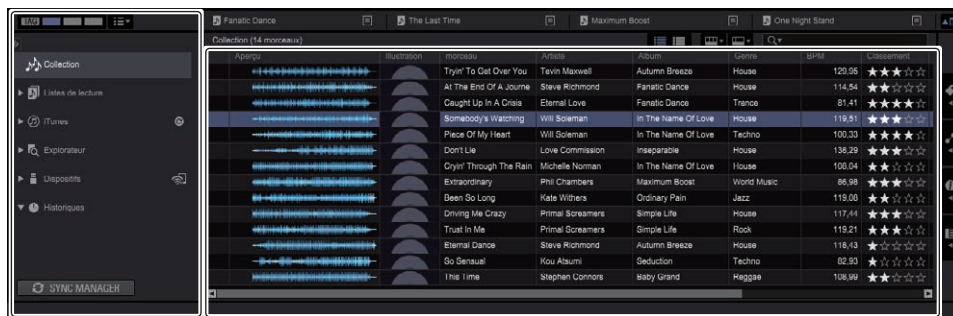 TAG
Fanatic Dance
The Last Time
Maximum Boost
One Night Stand
Collection (14 morceaux)
Collection
Listes de lecture
iTunes
Explorateur
Dispositifs
Historiques
SYNC MANAGER
Aperçu Illustration morceau Artiste Album Genre BPM Classement
Tryin' To Get Over You Tevin Maxwell Autumn Breeze House 129,95
At The End Of A Journe Steve Richmond Fanatic Dance House 114,54
Caught Up In A Crisis Eternal Love Fanatic Dance Trance 81,41
Somebody's Watching Will Soleman In The Name Of Love House 119,51
Piece Of My Heart Will Soleman In The Name Of Love Techno 100,33
Don't Lie Love Commission Inseparable House 138,29
Cryin' Through The Rain Michelle Norman In The Name Of Love House 108,04
Extraordinary Phil Chambers Maximum Boost World Music 86,98
Been So Long Kate Withers Ordinary Pain Jazz 119,08
Driving Me Crazy Primal Screamers Simple Life House 117,44
Trust In Me Primal Screamers Simple Life Rock 119,21
Eternal Dance Steve Richmond Autumn Breeze House 118,43
So Sensual Kou Atsumi Seduction Techno 82,93
This Time Stephen Connors Baby Grand Reggae 108,99